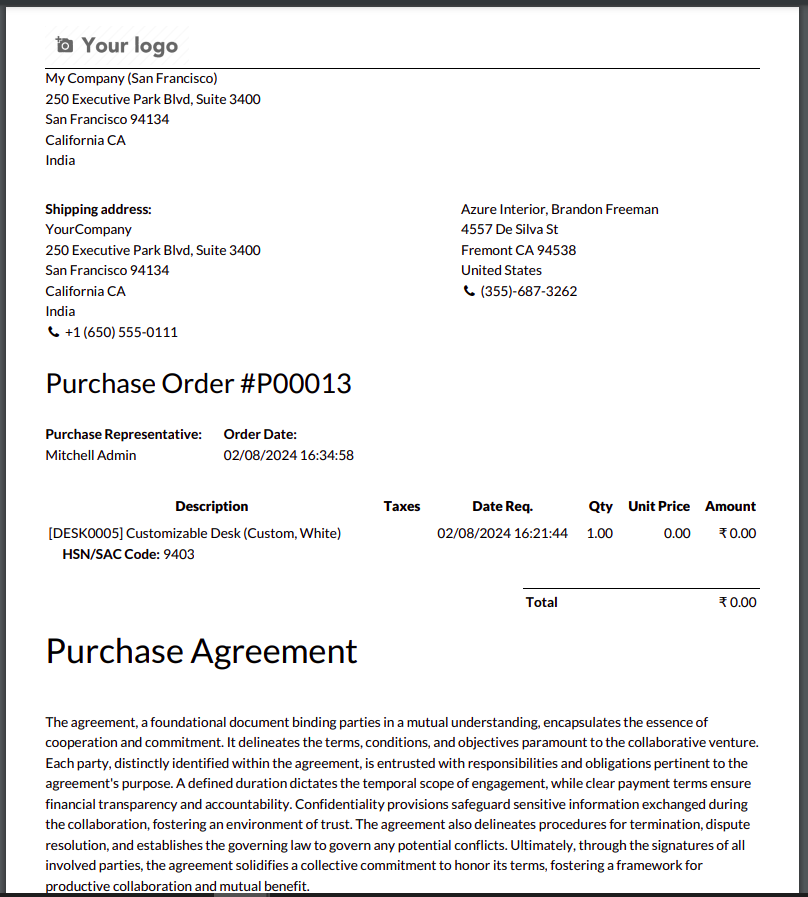 Your logo
My Company (San Francisco)
250 Executive Park Blvd, Suite 3400
San Francisco 94134
California CA
India
Shipping address:
YourCompany
250 Executive Park Blvd, Suite 3400
San Francisco 94134
California CA
India
+1 (650) 555-0111
Azure Interior, Brandon Freeman
4557 De Silva St
Fremont CA 94538
United States
(355)-687-3262
Purchase Order #P00013
Purchase Representative: Order Date:
Mitchell Admin 02/08/2024 16:34:58
Description Taxes Date Req. Qty Unit Price Amount
[DESK0005] Customizable Desk (Custom, White) 02/08/2024 16:21:44 1.00 0.00 ₹ 0.00
HSN/SAC Code: 9403
Total ₹ 0.00
Purchase Agreement
The agreement, a foundational document binding parties in a mutual understanding, encapsulates the essence of
cooperation and commitment. It delineates the terms, conditions, and objectives paramount to the collaborative venture.
Each party, distinctly identified within the agreement, is entrusted with responsibilities and obligations pertinent to the
agreement's purpose. A defined duration dictates the temporal scope of engagement, while clear payment terms ensure
financial transparency and accountability. Confidentiality provisions safeguard sensitive information exchanged during
the collaboration, fostering an environment of trust. The agreement also delineates procedures for termination, dispute
resolution, and establishes the governing law to govern any potential conflicts. Ultimately, through the signatures of all
involved parties, the agreement solidifies a collective commitment to honor its terms, fostering a framework for
productive collaboration and mutual benefit.